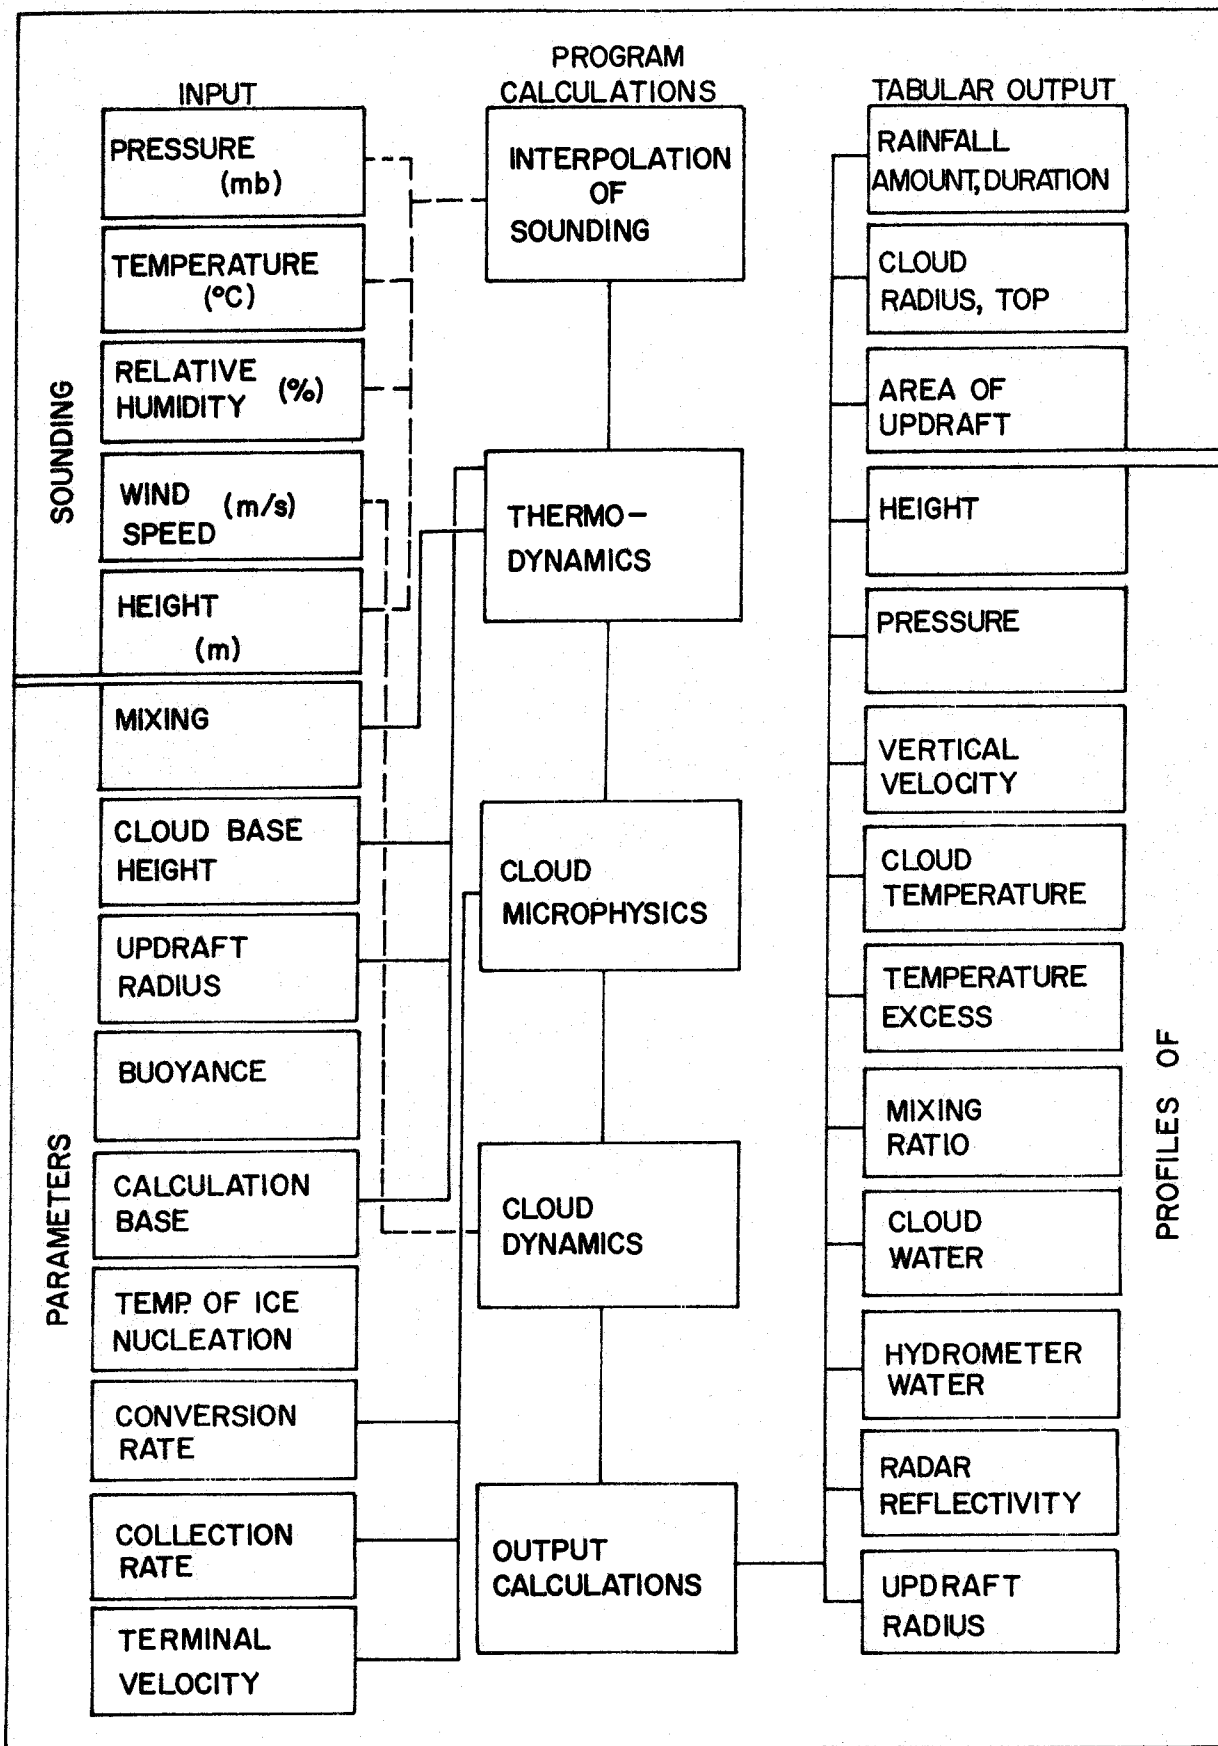 INPUT
PRESSURE
(mb)
TEMPERATURE
(°C)
RELATIVE
HUMIDITY (%)
WIND (m/s)
SPEED
HEIGHT
(m)
SOUNDING
MIXING
CLOUD BASE
HEIGHT
UPDRAFT
RADIUS
BUOYANCE
CALCULATION
BASE
TEMP. OF ICE
NUCLEATION
CONVERSION
RATE
COLLECTION
RATE
TERMINAL
VELOCITY
PARAMETERS
PROGRAM
CALCULATIONS
INTERPOLATION
OF
SOUNDING
THERMO-
DYNAMICS
CLOUD
MICROPHYSICS
CLOUD
DYNAMICS
OUTPUT
CALCULATIONS
TABULAR OUTPUT
RAINFALL
AMOUNT, DURATION
CLOUD
RADIUS, TOP
AREA OF
UPDRAFT
HEIGHT
PRESSURE
VERTICAL
VELOCITY
CLOUD
TEMPERATURE
TEMPERATURE
EXCESS
MIXING
RATIO
CLOUD
WATER
HYDROMETER
WATER
RADAR
REFLECTIVITY
UPDRAFT
RADIUS
PROFILES OF